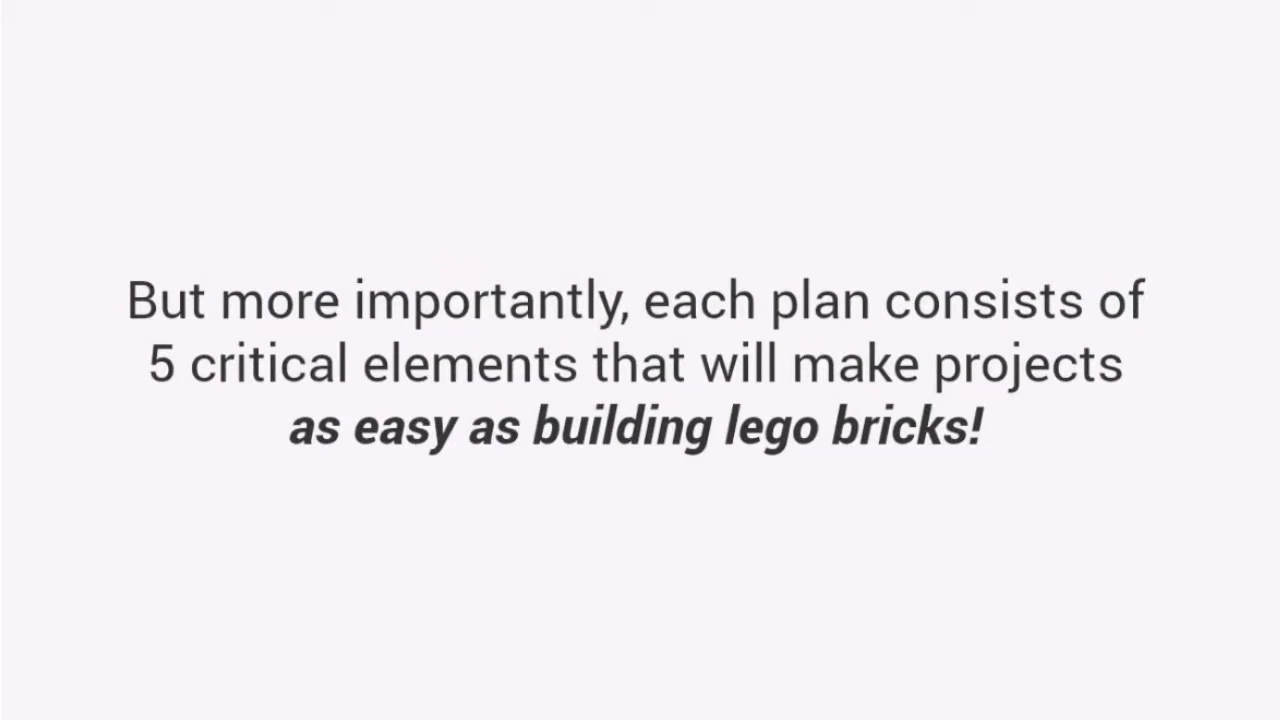 But more importantly, each plan consists of
5 critical elements that will make projects
as easy as building lego bricks!